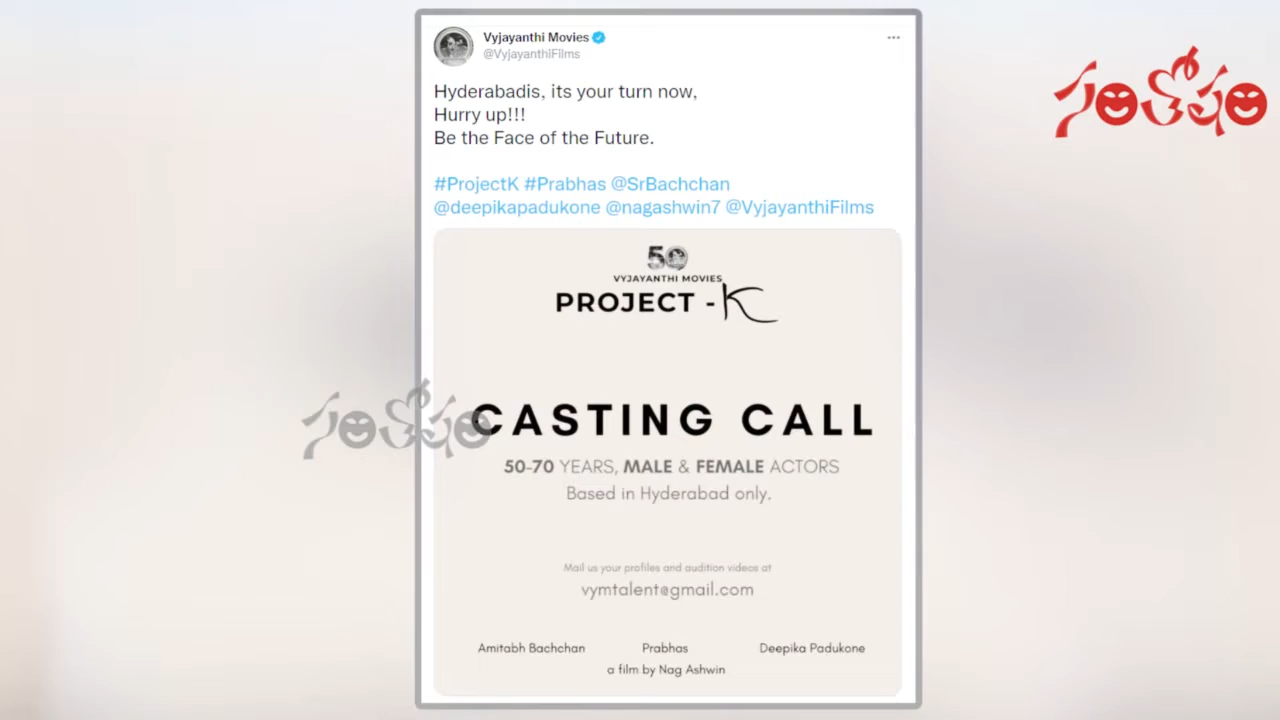 Vyjayanthi Movies
@VyjayanthiFilms
Hyderabadis, its your turn now,
Hurry up!!!
Be the Face of the Future.
#ProjectK #Prabhas @SrBachchan
@deepikapadukone @nagashwin7 @VyjayanthiFilms
50
VYJAYANTHI MOVIES
PROJECT - K
CASTING CALL
50-70 YEARS, MALE & FEMALE ACTORS
Based in Hyderabad only.
Mail us your profiles and audition videos at
vymtalent@gmail.com
Amitabh Bachchan Prabhas Deepika Padukone
a film by Nag Ashwin
సంతోషం
సంతోషం